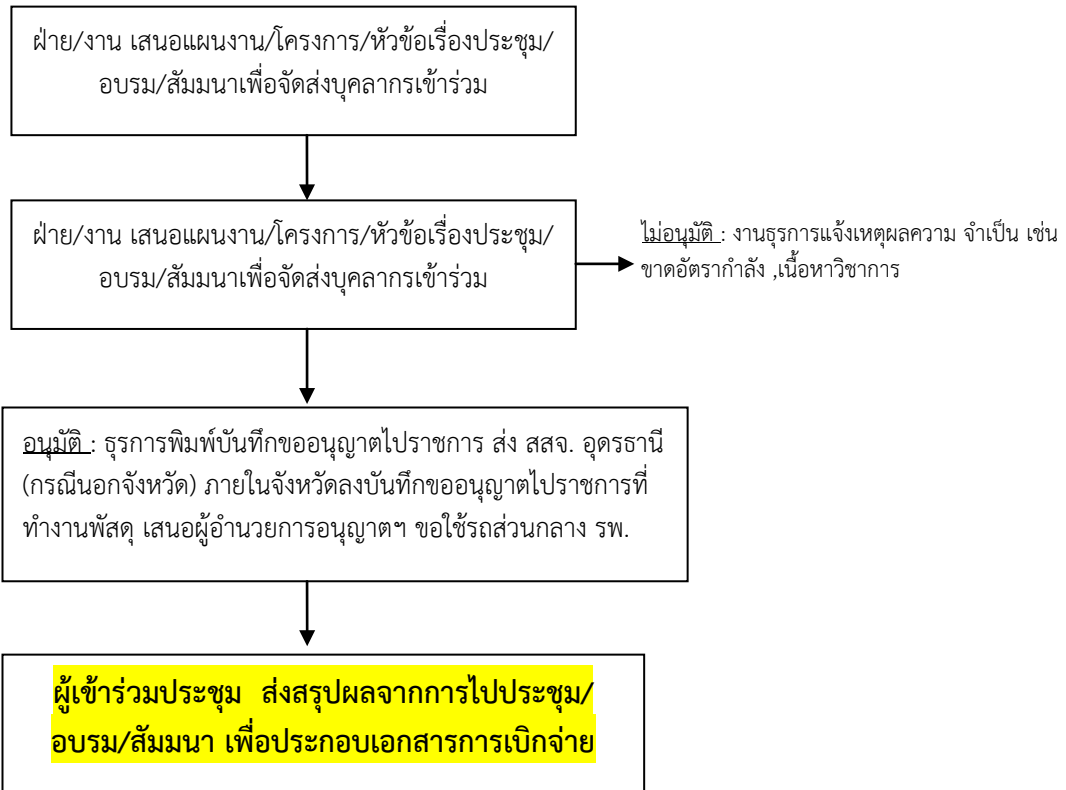 ฝ่าย/งาน เสนอแผนงาน/โครงการ/หัวข้อเรื่องประชุม/
อบรม/สัมมนาเพื่อจัดส่งบุคลากรเข้าร่วม
ฝ่าย/งาน เสนอแผนงาน/โครงการ/หัวข้อเรื่องประชุม/
อบรม/สัมมนาเพื่อจัดส่งบุคลากรเข้าร่วม
ไม่อนุมัติ : งานธุรการแจ้งเหตุผลความ จำเป็น เช่น
ขาดอัตรากำลัง ,เนื้อหาวิชาการ
อนุมัติ : ธุรการพิมพ์บันทึกขออนุญาตไปราชการ ส่ง สสจ. อุดรธานี
(กรณีนอกจังหวัด) ภายในจังหวัดลงบันทึกขออนุญาตไปราชการที่
ทำงานพัสดุ เสนอผู้อำนวยการอนุญาตฯ ขอใช้รถส่วนกลาง รพ.
ผู้เข้าร่วมประชุม ส่งสรุปผลจากการไปประชุม/
อบรม/สัมมนา เพื่อประกอบเอกสารการเบิกจ่าย